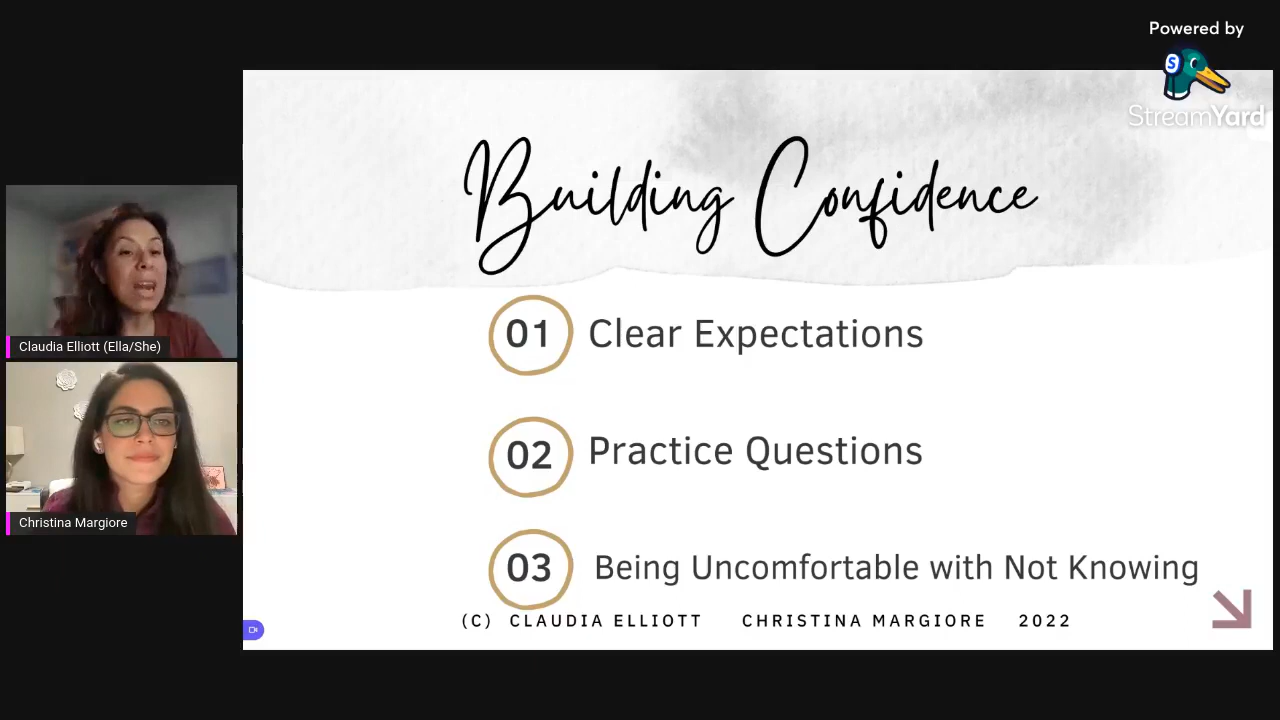 Powered by
S
StreamYard
Building Confidence
01 Clear Expectations
02 Practice Questions
03 Being Uncomfortable with Not Knowing
(C) CLAUDIA ELLIOTT CHRISTINA MARGIORE 2022
Claudia Elliott (Ella/She)
Christina Margiore